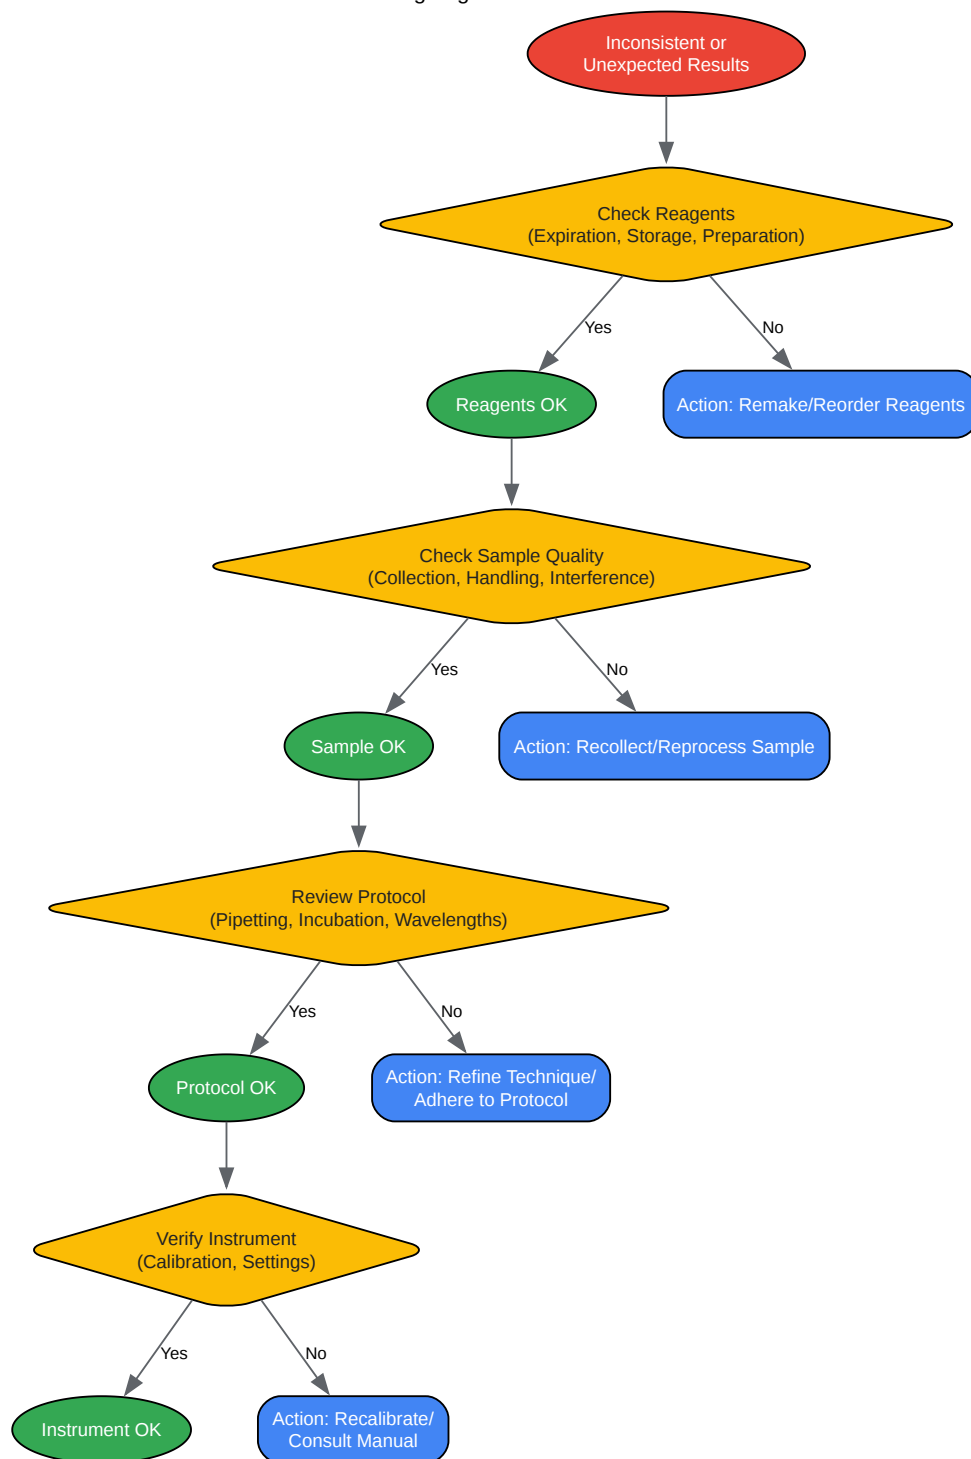 Inconsistent or
Unexpected Results
Check Reagents
(Expiration, Storage, Preparation)
Yes
No
Reagents OK
Action: Remake/Reorder Reagents
Check Sample Quality
(Collection, Handling, Interference)
Yes
No
Sample OK
Action: Recollect/Reprocess Sample
Review Protocol
(Pipetting, Incubation, Wavelengths)
Yes
No
Protocol OK
Action: Refine Technique/
Adhere to Protocol
Verify Instrument
(Calibration, Settings)
Yes
No
Instrument OK
Action: Recalibrate/
Consult Manual